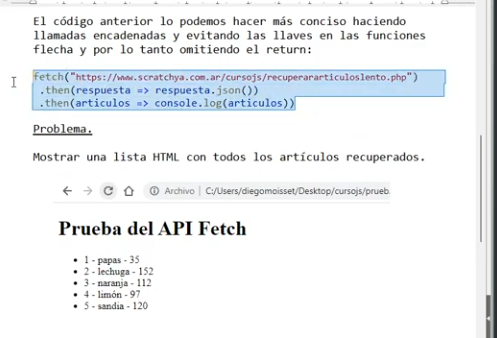 El código anterior lo podemos hacer más conciso haciendo
llamadas encadenadas y evitando las llaves en las funciones
flecha y por lo tanto omitiendo el return:
fetch("https://www.scratchya.com.ar/cursojs/recuperararticuloslento.php")
.then(respuesta => respuesta.json())
.then(articulos => console.log(articulos))
Problema.
Mostrar una lista HTML con todos los artículos recuperados.
Archivo | C:/Users/diegomoisset/Desktop/cursojs/prueba
Prueba del API Fetch
• 1 - papas - 35
• 2 - lechuga - 152
• 3 - naranja - 112
• 4 - limón - 97
• 5 - sandia - 120